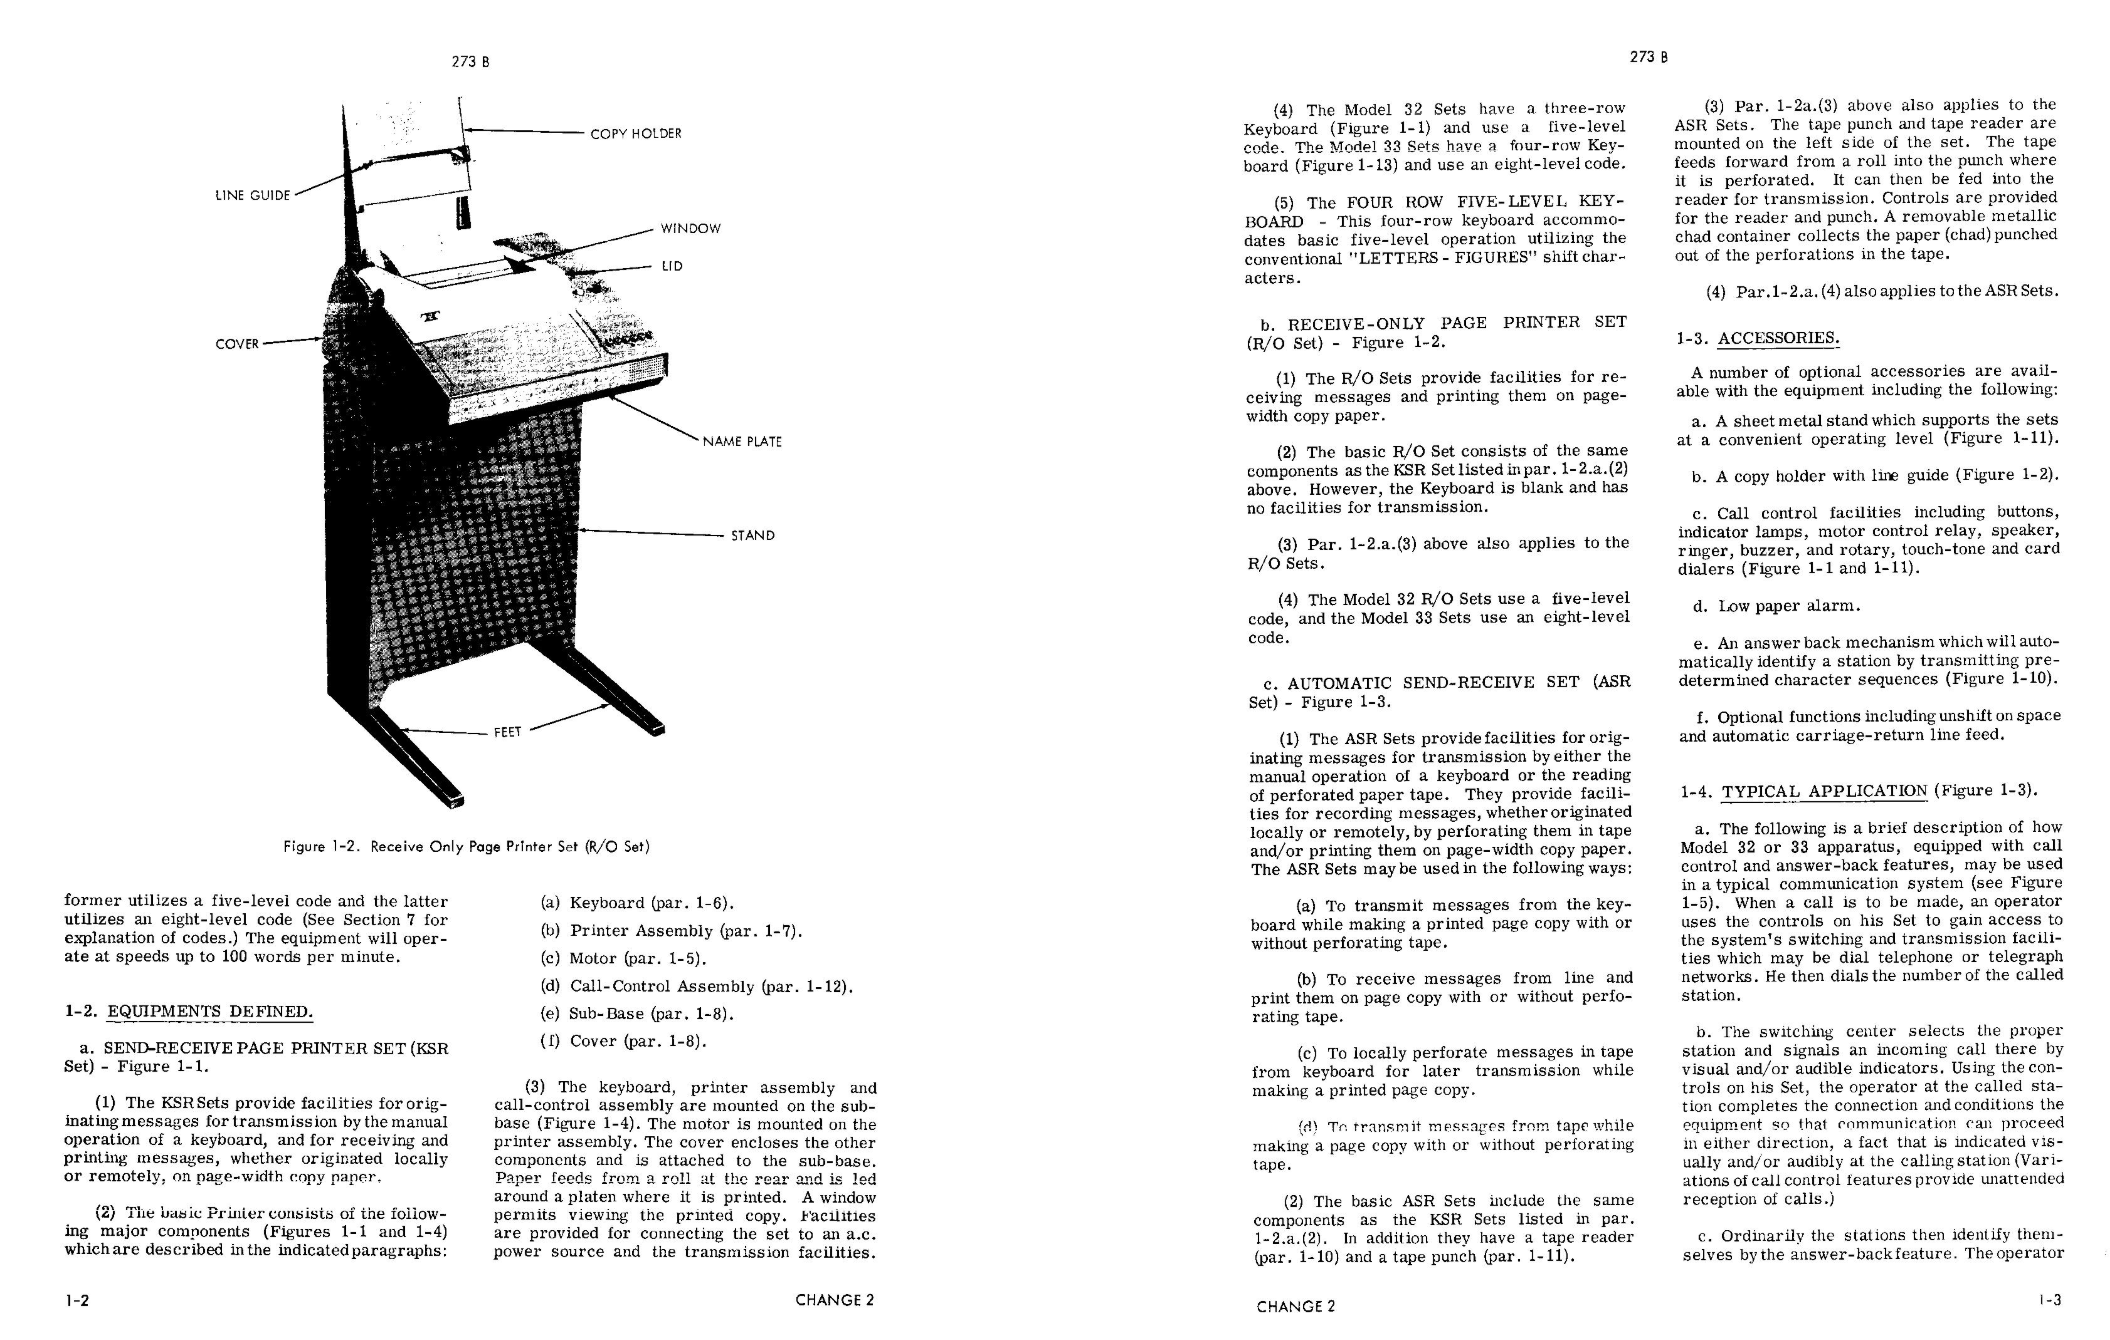 273 B
COPY HOLDER
LINE GUIDE
WINDOW
LID
COVER
NAME PLATE
STAND
FEET
Figure 1-2. Receive Only Page Printer Set (R/O Set)
former utilizes a five-level code and the latter
utilizes an eight-level code (See Section 7 for
explanation of codes.) The equipment will oper-
ate at speeds up to 100 words per minute.
1-2. EQUIPMENTS DEFINED.
a. SEND-RECEIVE PAGE PRINTER SET (KSR
Set) - Figure 1-1.
(1) The KSR Sets provide facilities for orig-
inating messages for transmission by the manual
operation of a keyboard, and for receiving and
printing messages, whether originated locally
or remotely, on page-width copy paper.
(2) The basic Printer consists of the follow-
ing major components (Figures 1-1 and 1-4)
which are described in the indicated paragraphs:
(a) Keyboard (par. 1-6).
(b) Printer Assembly (par. 1-7).
(c) Motor (par. 1-5).
(d) Call-Control Assembly (par. 1-12).
(e) Sub-Base (par. 1-8).
(f) Cover (par. 1-8).
(3) The keyboard, printer assembly and
call-control assembly are mounted on the sub-
base (Figure 1-4). The motor is mounted on the
printer assembly. The cover encloses the other
components and is attached to the sub-base.
Paper feeds from a roll at the rear and is led
around a platen where it is printed. A window
permits viewing the printed copy. Facilities
are provided for connecting the set to an a.c.
power source and the transmission facilities.
1-2
CHANGE 2
273 B
(4) The Model 32 Sets have a three-row
Keyboard (Figure 1-1) and use a five-level
code. The Model 33 Sets have a four-row Key-
board (Figure 1-13) and use an eight-level code.
(5) The FOUR ROW FIVE-LEVEL KEY-
BOARD - This four-row keyboard accommo-
dates basic five-level operation utilizing the
conventional "LETTERS - FIGURES" shift char-
acters.
b. RECEIVE-ONLY PAGE PRINTER SET
(R/O Set) - Figure 1-2.
(1) The R/O Sets provide facilities for re-
ceiving messages and printing them on page-
width copy paper.
(2) The basic R/O Set consists of the same
components as the KSR Set listed in par. 1-2.a.(2)
above. However, the Keyboard is blank and has
no facilities for transmission.
(3) Par. 1-2.a.(3) above also applies to the
R/O Sets.
(4) The Model 32 R/O Sets use a five-level
code, and the Model 33 Sets use an eight-level
code.
c. AUTOMATIC SEND-RECEIVE SET (ASR
Set) - Figure 1-3.
(1) The ASR Sets provide facilities for orig-
inating messages for transmission by either the
manual operation of a keyboard or the reading
of perforated paper tape. They provide facili-
ties for recording messages, whether originated
locally or remotely, by perforating them in tape
and/or printing them on page-width copy paper.
The ASR Sets may be used in the following ways:
(a) To transmit messages from the key-
board while making a printed page copy with or
without perforating tape.
(b) To receive messages from line and
print them on page copy with or without perfo-
rating tape.
(c) To locally perforate messages in tape
from keyboard for later transmission while
making a printed page copy.
(d) To transmit messages from tape while
making a page copy with or without perforating
tape.
(2) The basic ASR Sets include the same
components as the KSR Sets listed in par.
1-2.a.(2). In addition they have a tape reader
(par. 1-10) and a tape punch (par. 1-11).
(3) Par. 1-2a.(3) above also applies to the
ASR Sets. The tape punch and tape reader are
mounted on the left side of the set. The tape
feeds forward from a roll into the punch where
it is perforated. It can then be fed into the
reader for transmission. Controls are provided
for the reader and punch. A removable metallic
chad container collects the paper (chad) punched
out of the perforations in the tape.
(4) Par.1-2.a.(4) also applies to the ASR Sets.
1-3. ACCESSORIES.
A number of optional accessories are avail-
able with the equipment including the following:
a. A sheet metal stand which supports the sets
at a convenient operating level (Figure 1-11).
b. A copy holder with line guide (Figure 1-2).
c. Call control facilities including buttons,
indicator lamps, motor control relay, speaker,
ringer, buzzer, and rotary, touch-tone and card
dialers (Figure 1-1 and 1-11).
d. Low paper alarm.
e. An answer back mechanism which will auto-
matically identify a station by transmitting pre-
determined character sequences (Figure 1-10).
f. Optional functions including unshift on space
and automatic carriage-return line feed.
1-4. TYPICAL APPLICATION (Figure 1-3).
a. The following is a brief description of how
Model 32 or 33 apparatus, equipped with call
control and answer-back features, may be used
in a typical communication system (see Figure
1-5). When a call is to be made, an operator
uses the controls on his Set to gain access to
the system's switching and transmission facili-
ties which may be dial telephone or telegraph
networks. He then dials the number of the called
station.
b. The switching center selects the proper
station and signals an incoming call there by
visual and/or audible indicators. Using the con-
trols on his Set, the operator at the called sta-
tion completes the connection and conditions the
equipment so that communication can proceed
in either direction, a fact that is indicated vis-
ually and/or audibly at the calling station (Vari-
ations of call control features provide unattended
reception of calls.)
c. Ordinarily the stations then identify them-
selves by the answer-back feature. The operator
CHANGE 2
1-3